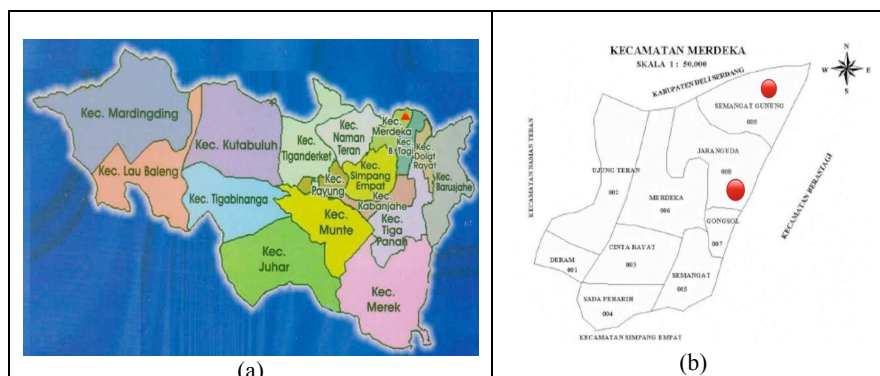 Kec. Mardingding
Kec. Lau Baleng
Kec. Kutabuluh
Kec. Tigabinanga
Kec.
Tiganderket
Kec.
Naman
Teran
Kec.
Merdeka
Kec.
B Tagi
Kec.
Dolat
Rayat
Kec.
Barusjahe
Kec.
Simpang
Empat
Kec.
Payung
Kec.
Kabanjahe
Kec.
Munte
Kec.
Tiga
Panah
Kec.
Juhar
Kec.
Merek
(a)
KECAMATAN MERDEKA
SKALA 1 : 50.000
N
W E
S
KABUPATEN DELI SERDANG
SEMANGAT GUNUNG
009
JARANGUDA
008
KECAMATAN NAMAN TERAN
UJUNG TERAN
002
MERDEKA
006
KECAMATAN BERASTAGI
GONGSOL
007
CINTA RAYAT
003
DERAM
001
SEMANGAT
005
SADA PERARIH
004
KECAMATAN SIMPANG EMPAT
(b)